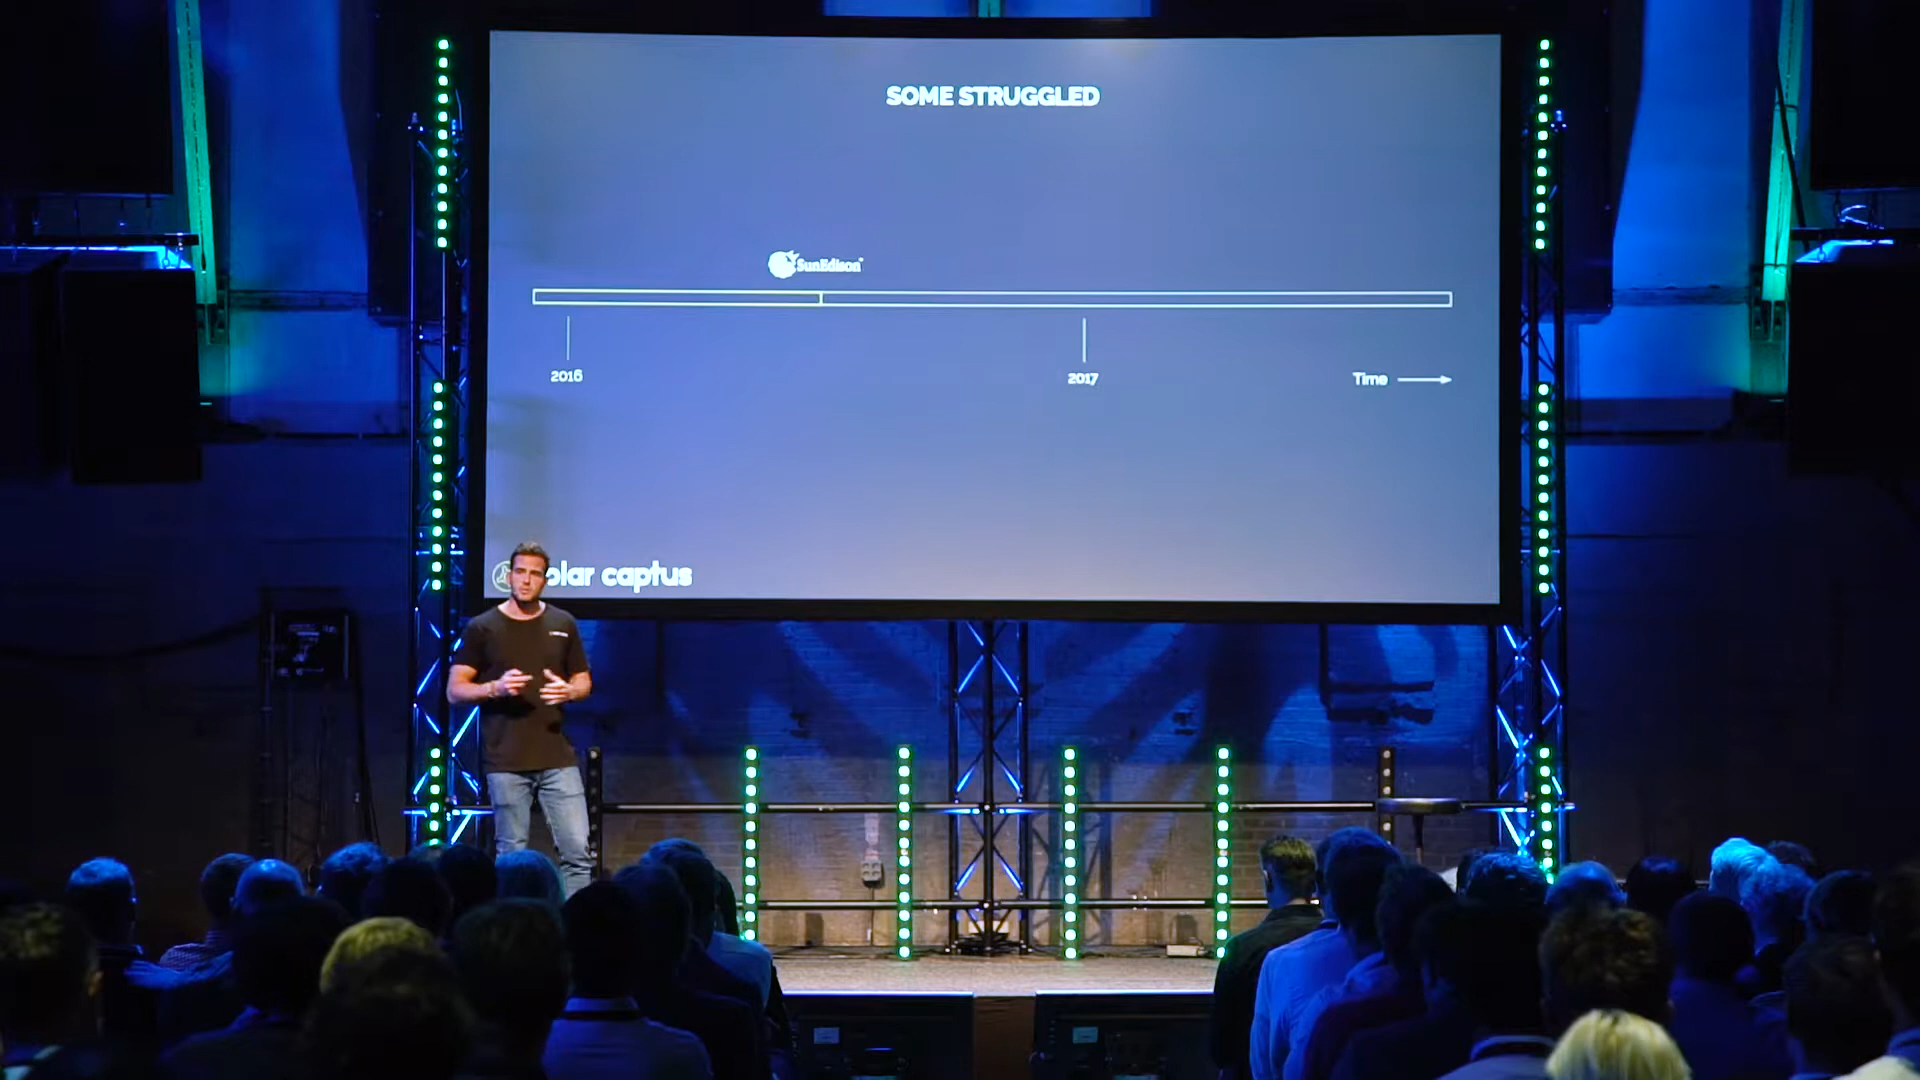 SOME STRUGGLED
SunEdison
2016
2017
Time
olar captus